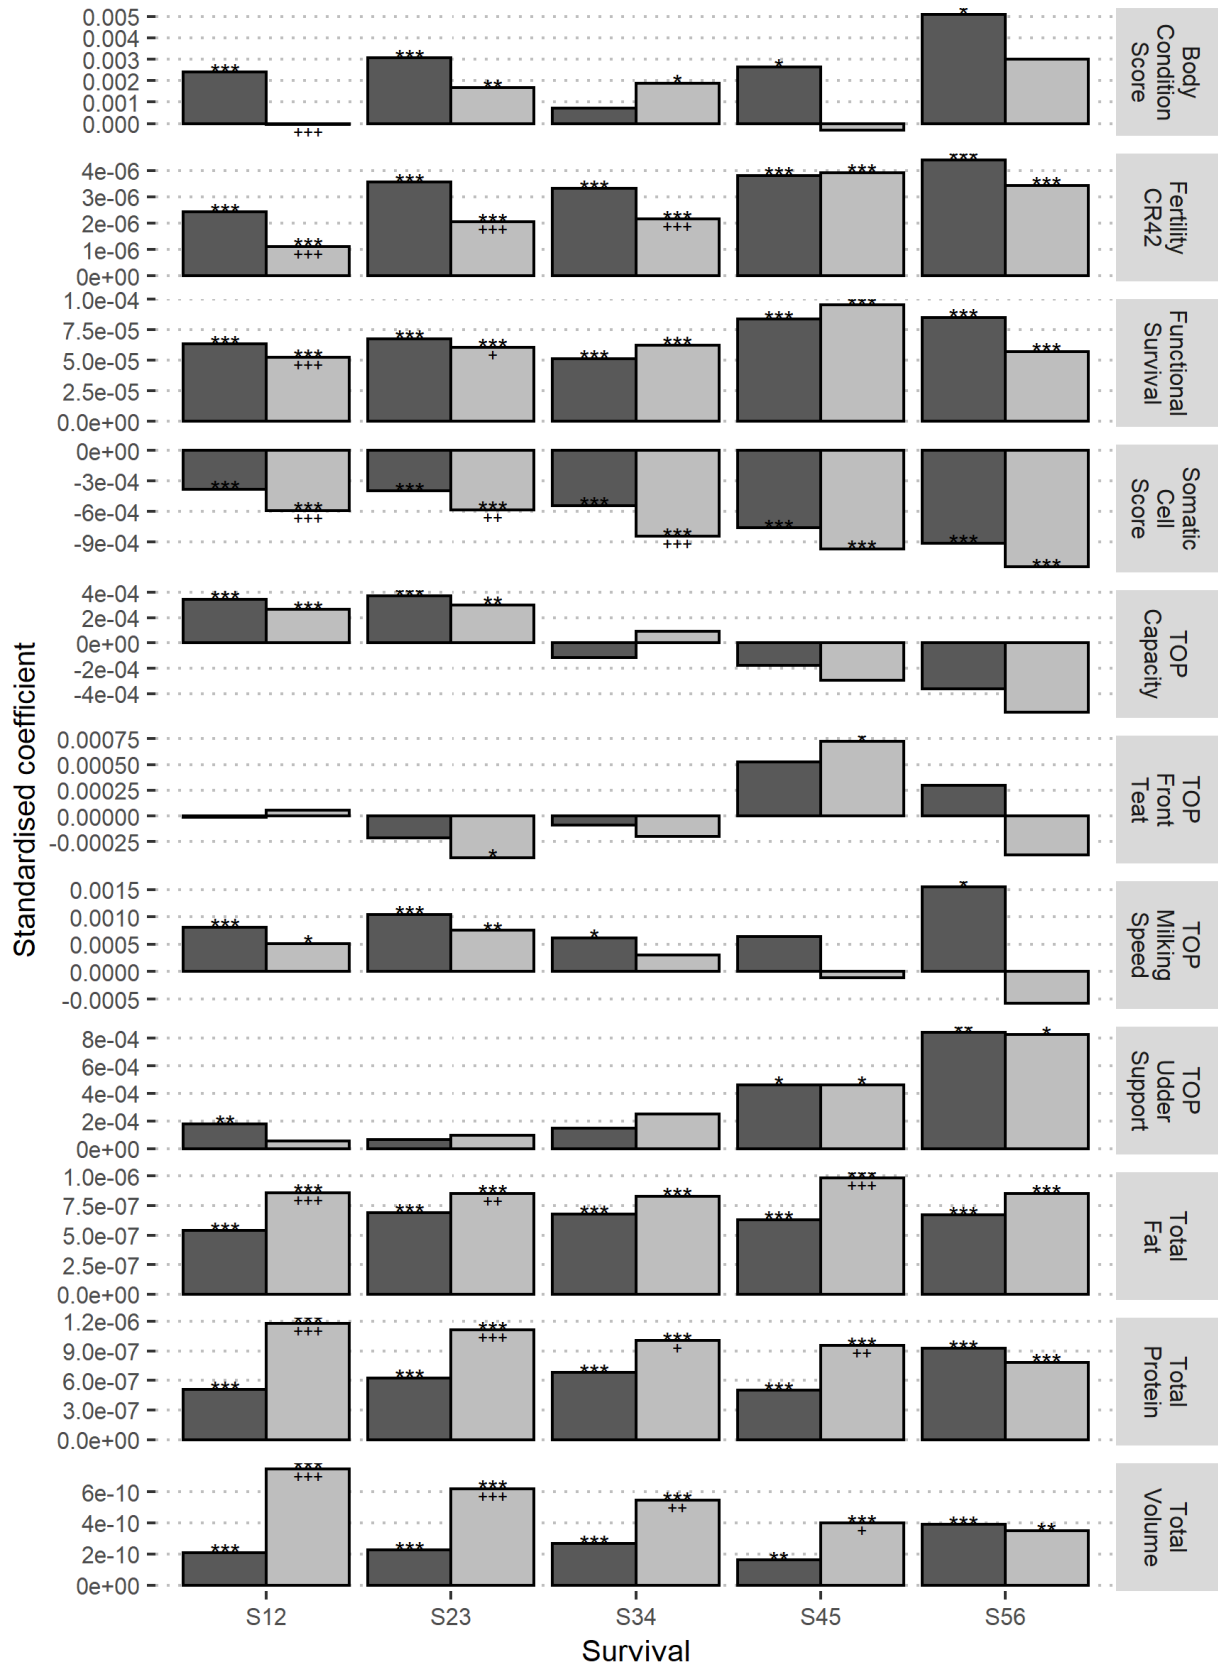 Standardised coefficient
0.005
0.004
0.003
0.002
0.001
0.000
***
+++
***
**
*
*
*
Body
Condition
Score
4e-06
3e-06
2e-06
1e-06
0e+00
***
***
+++
***
***
+++
***
***
+++
***
***
***
***
Fertility
CR42
1.0e-04
7.5e-05
5.0e-05
2.5e-05
0.0e+00
***
***
+++
***
***
+
***
***
***
***
***
***
Functional
Survival
0e+00
-3e-04
-6e-04
-9e-04
***
***
+++
***
***
++
***
***
+++
***
***
***
***
Somatic
Cell
Score
4e-04
2e-04
0e+00
-2e-04
-4e-04
***
***
***
**
TOP
Capacity
0.00075
0.00050
0.00025
0.00000
-0.00025
*
*
TOP
Front
Teat
0.0015
0.0010
0.0005
0.0000
-0.0005
***
*
***
**
*
*
TOP
Milking
Speed
8e-04
6e-04
4e-04
2e-04
0e+00
**
*
*
**
*
TOP
Udder
Support
1.0e-06
7.5e-07
5.0e-07
2.5e-07
0.0e+00
***
***
+++
***
***
++
***
***
***
***
+++
***
***
Total
Fat
1.2e-06
9.0e-07
6.0e-07
3.0e-07
0.0e+00
***
***
+++
***
***
+++
***
***
+
***
***
++
***
***
Total
Protein
6e-10
4e-10
2e-10
0e+00
***
***
+++
***
***
+++
***
***
++
**
***
+
***
**
Total
Volume
S12
S23
S34
S45
S56
Survival